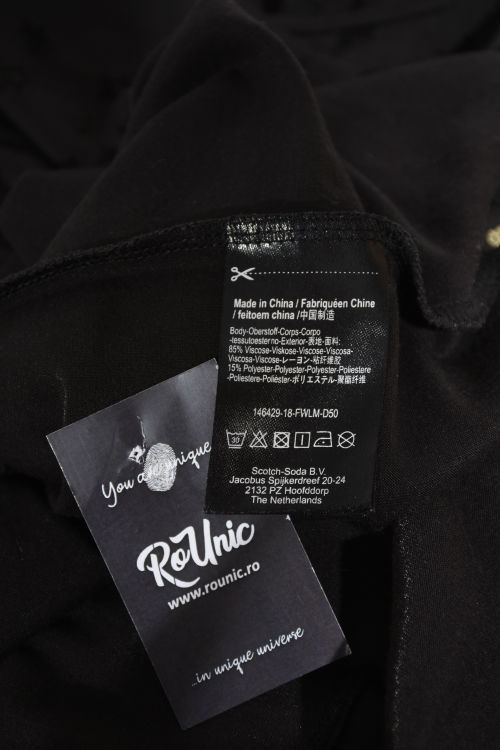 Made in China / Fabriquéen Chine
/ feitoem china /中国制造
Body-Oberstoff-Corps-Corpo
-tessutoesterno-Exterior-表地-面料:
85% Viscose-Viskose-Viscose-Viscosa-
Viscosa-Viscose-レーヨン-粘纤维胶
15% Polyester-Polyester-Polyester-Poliestere
-Poliestere-Poliéster-ポリエステル-聚酯纤维
146429-18-FWLM-D50
30
Scotch-Soda B.V.
Jacobus Spijkerdreef 20-24
2132 PZ Hoofddorp
The Netherlands
You are unique
RoUnic
www.rounic.ro
..in unique universe